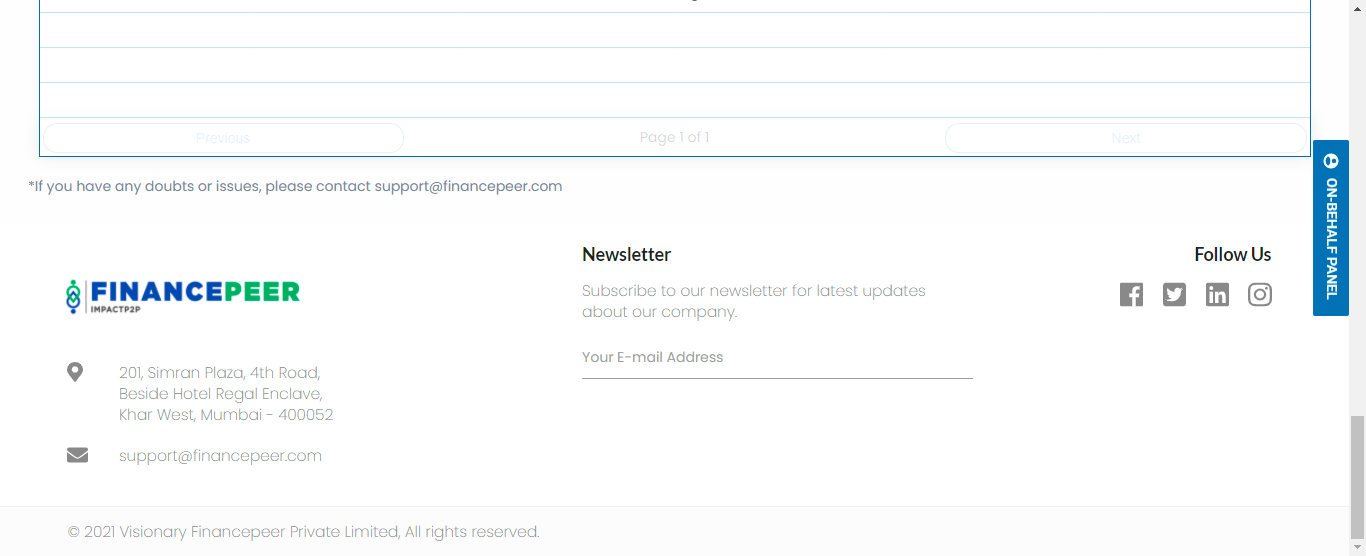 Previous
Page 1 of 1
Next
*If you have any doubts or issues, please contact support@financepeer.com
ON-BEHALF PANEL
FINANCEPEER
IMPACTP2P
201, Simran Plaza, 4th Road,
Beside Hotel Regal Enclave,
Khar West, Mumbai - 400052
support@financepeer.com
Newsletter
Subscribe to our newsletter for latest updates
about our company.
Your E-mail Address
Follow Us
© 2021 Visionary Financepeer Private Limited, All rights reserved.